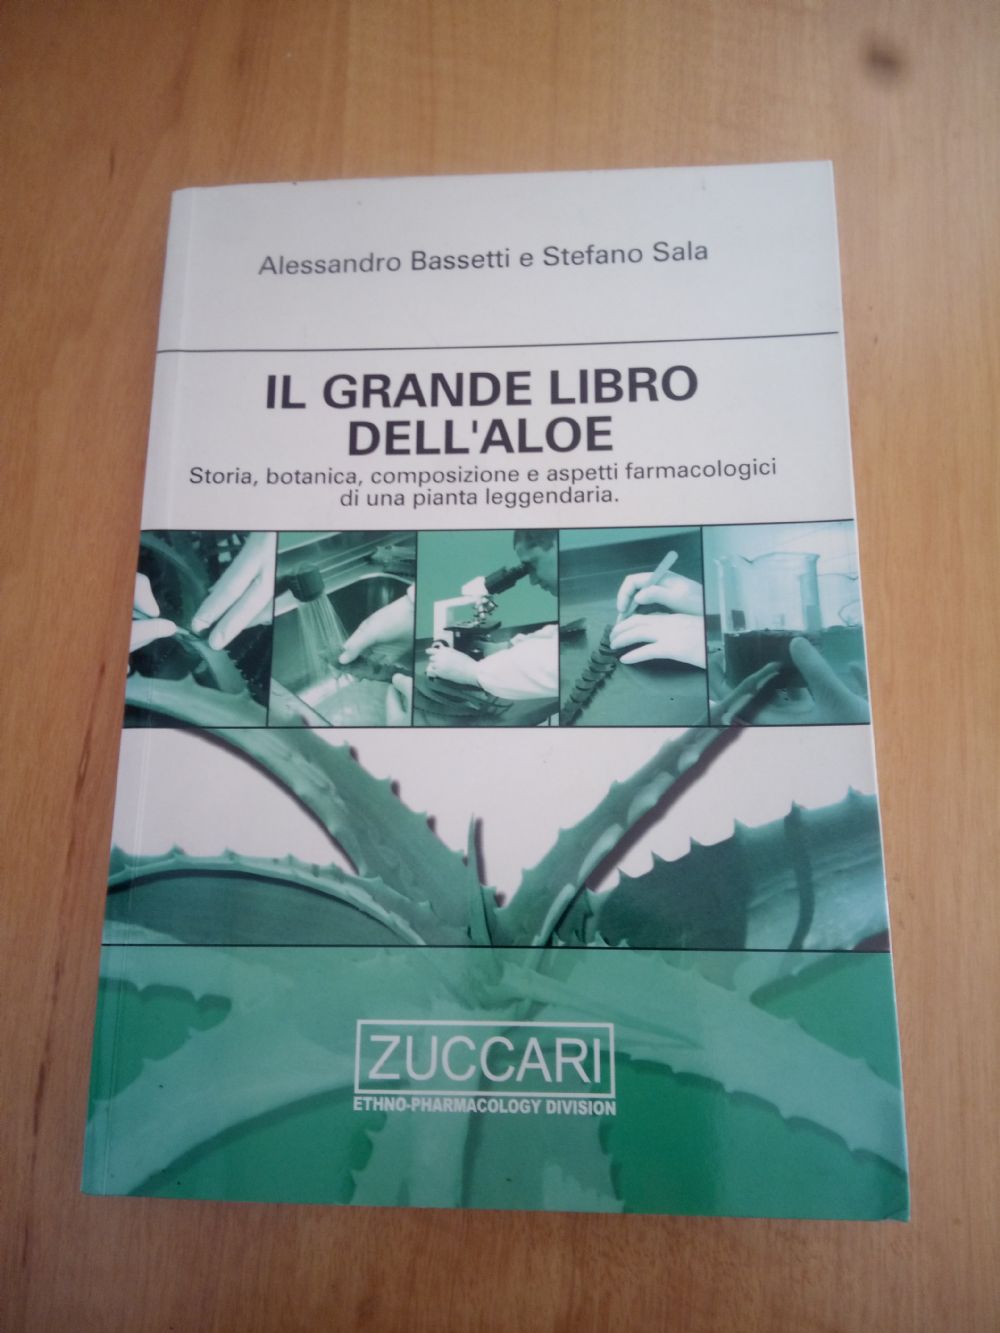 Alessandro Bassetti e Stefano Sala
IL GRANDE LIBRO
DELL'ALOE
Storia, botanica, composizione e aspetti farmacologici
di una pianta leggendaria.
ZUCCARI
ETHNO-PHARMACOLOGY DIVISION